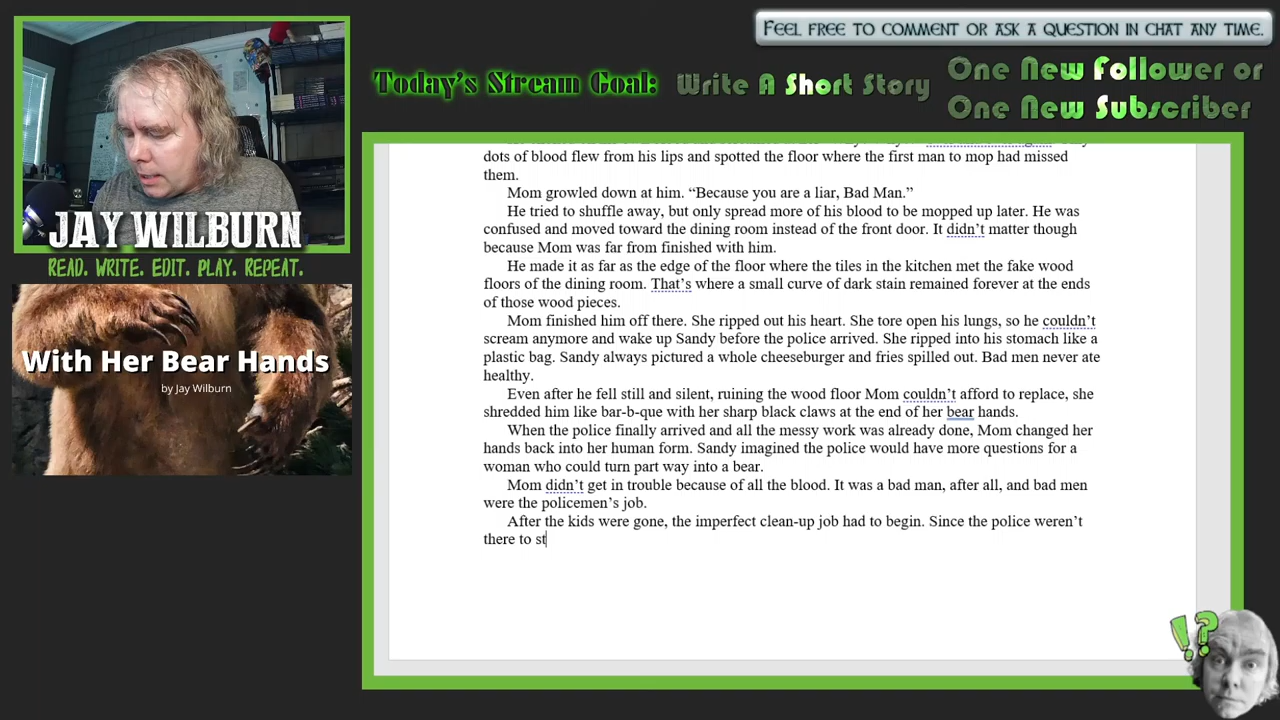 FEEL FREE TO COMMENT OR ASK A QUESTION IN CHAT ANY TIME.
Today's Stream Goal:
Write A Short Story
One New Follower or
One New Subscriber
JAY WILBURN
READ. WRITE. EDIT. PLAY. REPEAT.
With Her Bear Hands
by Jay Wilburn
dots of blood flew from his lips and spotted the floor where the first man to mop had missed
them.
Mom growled down at him. “Because you are a liar, Bad Man.”
He tried to shuffle away, but only spread more of his blood to be mopped up later. He was
confused and moved toward the dining room instead of the front door. It didn’t matter though
because Mom was far from finished with him.
He made it as far as the edge of the floor where the tiles in the kitchen met the fake wood
floors of the dining room. That’s where a small curve of dark stain remained forever at the ends
of those wood pieces.
Mom finished him off there. She ripped out his heart. She tore open his lungs, so he couldn’t
scream anymore and wake up Sandy before the police arrived. She ripped into his stomach like a
plastic bag. Sandy always pictured a whole cheeseburger and fries spilled out. Bad men never ate
healthy.
Even after he fell still and silent, ruining the wood floor Mom couldn’t afford to replace, she
shredded him like bar-b-que with her sharp black claws at the end of her bear hands.
When the police finally arrived and all the messy work was already done, Mom changed her
hands back into her human form. Sandy imagined the police would have more questions for a
woman who could turn part way into a bear.
Mom didn’t get in trouble because of all the blood. It was a bad man, after all, and bad men
were the policemen’s job.
After the kids were gone, the imperfect clean-up job had to begin. Since the police weren’t
there to st
!?